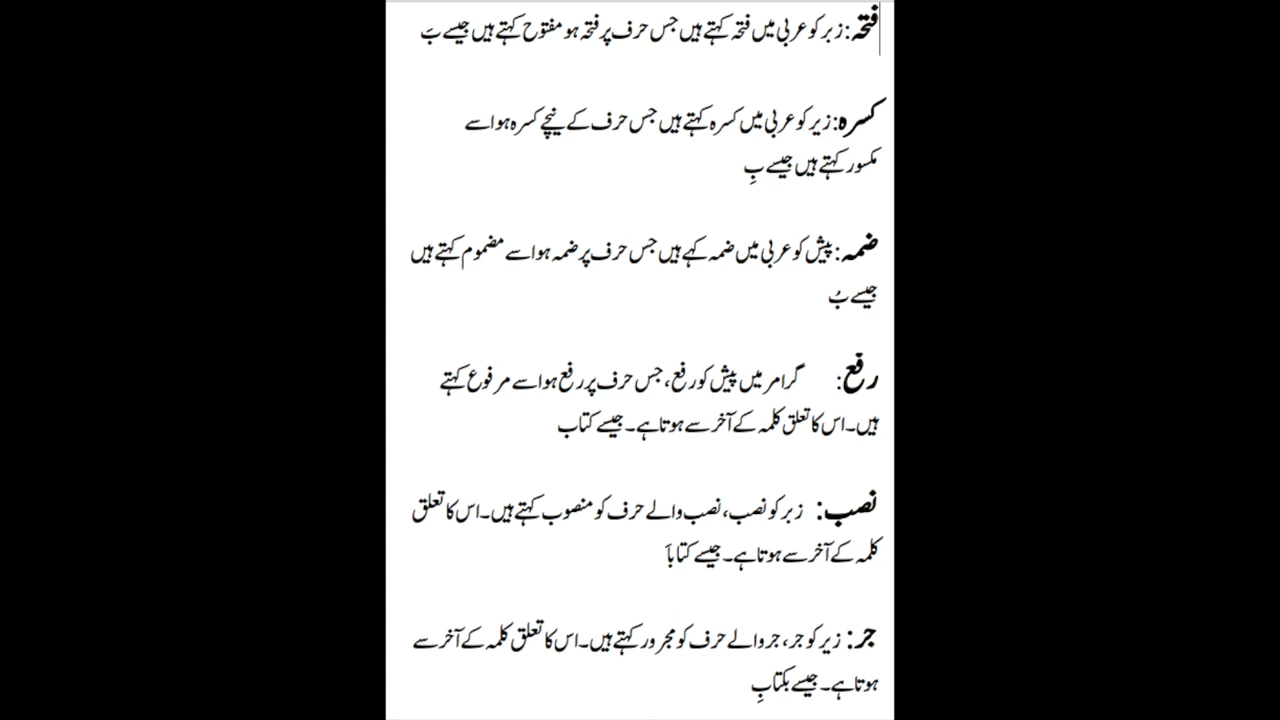 فتحہ: زبر کو عربی میں فتحہ کہتے ہیں جس حرف پر فتحہ ہو مفتوح کہتے ہیں جیسے بَ
کسرہ: زیر کو عربی میں کسرہ کہتے ہیں جس حرف کے نیچے کسرہ ہو اسے
مکسور کہتے ہیں جیسے بِ
ضمہ: پیش کو عربی میں ضمہ کہے ہیں جس حرف پر ضمہ ہو اسے مضموم کہتے ہیں
جیسے بُ
رفع: گرامر میں پیش کو رفع، جس حرف پر رفع ہو اسے مرفوع کہتے
ہیں۔ اس کا تعلق کلمہ کے آخر سے ہوتا ہے۔ جیسے کتاب
نصب: زبر کو نصب، نصب والے حرف کو منصوب کہتے ہیں۔ اس کا تعلق
کلمہ کے آخر سے ہوتا ہے۔ جیسے کتاباَ
جر: زیر کو جر، جر والے حرف کو مجرور کہتے ہیں۔ اس کا تعلق کلمہ کے آخر سے
ہوتا ہے۔ جیسے بکتابِ